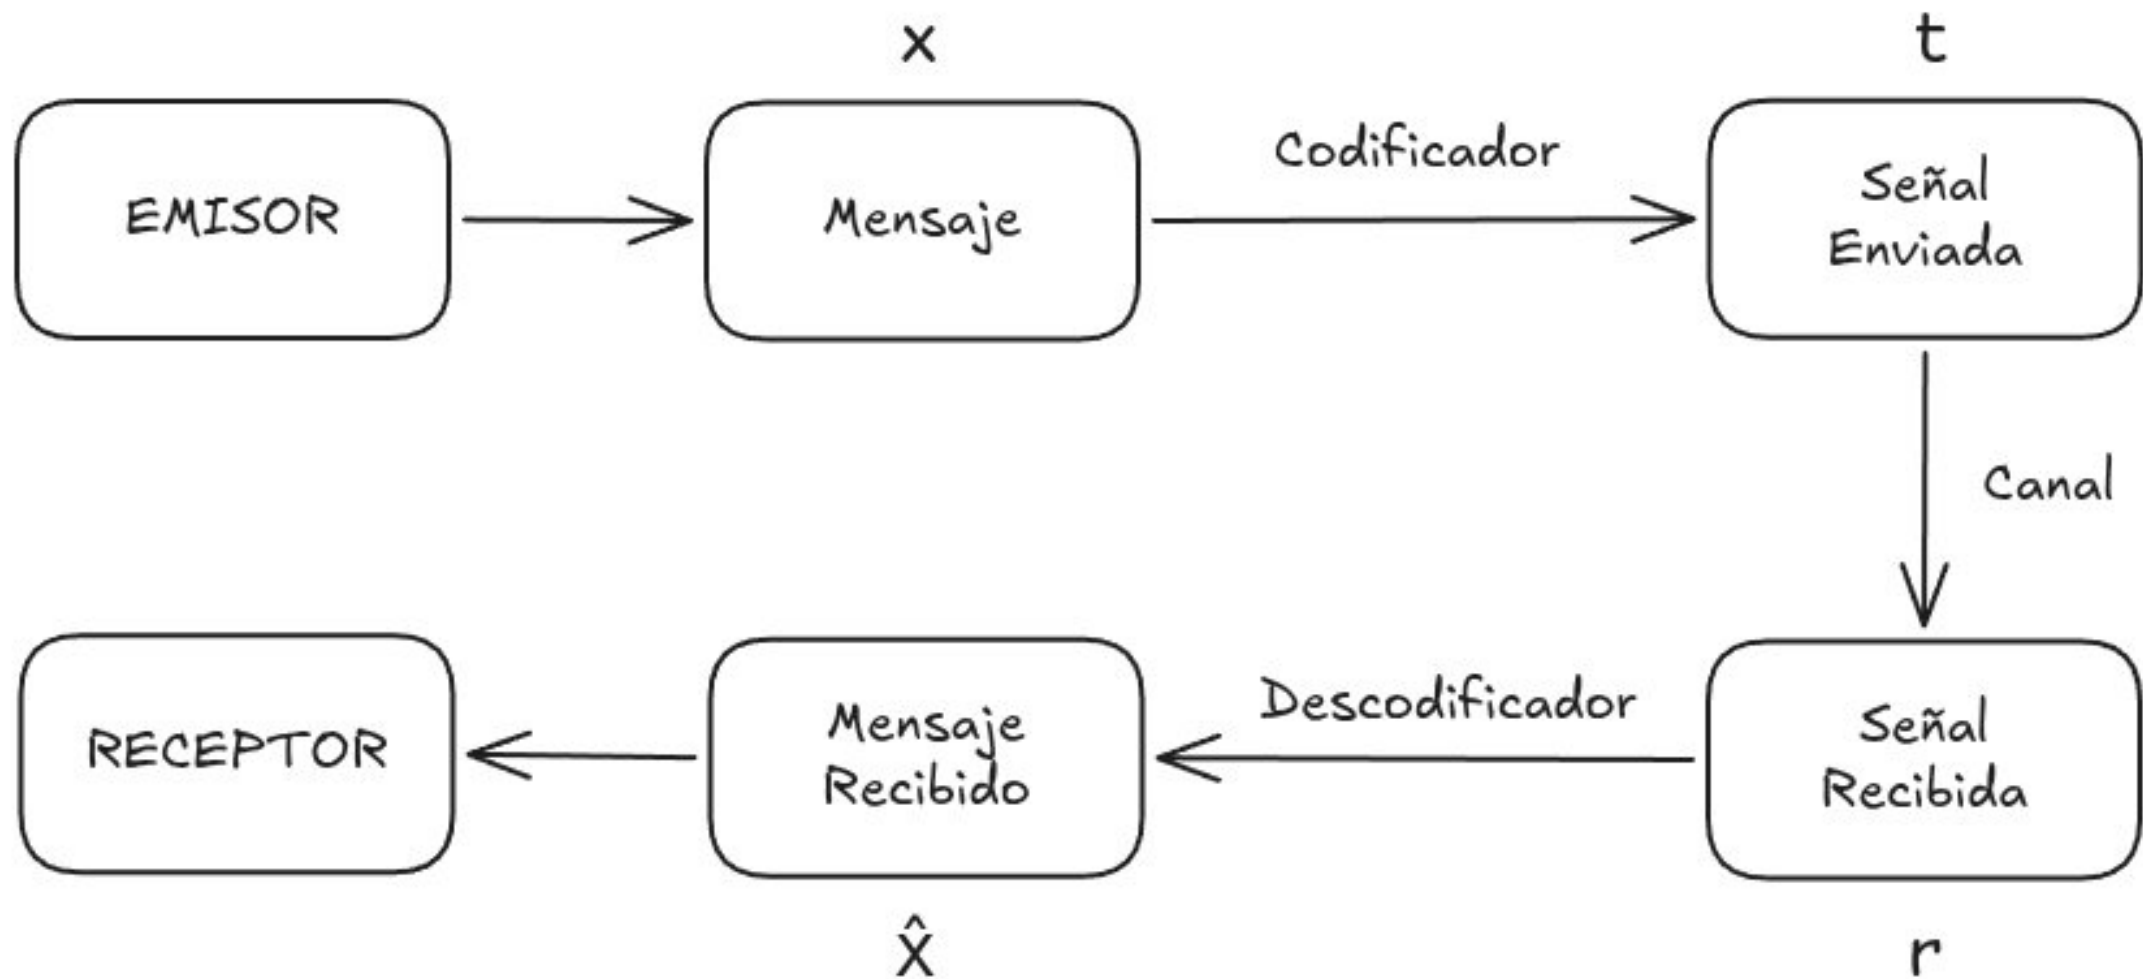 x
t
EMISOR
Mensaje
Codificador
Señal
Enviada
Canal
RECEPTOR
Mensaje
Recibido
Descodificador
Señal
Recibida
x̂
r